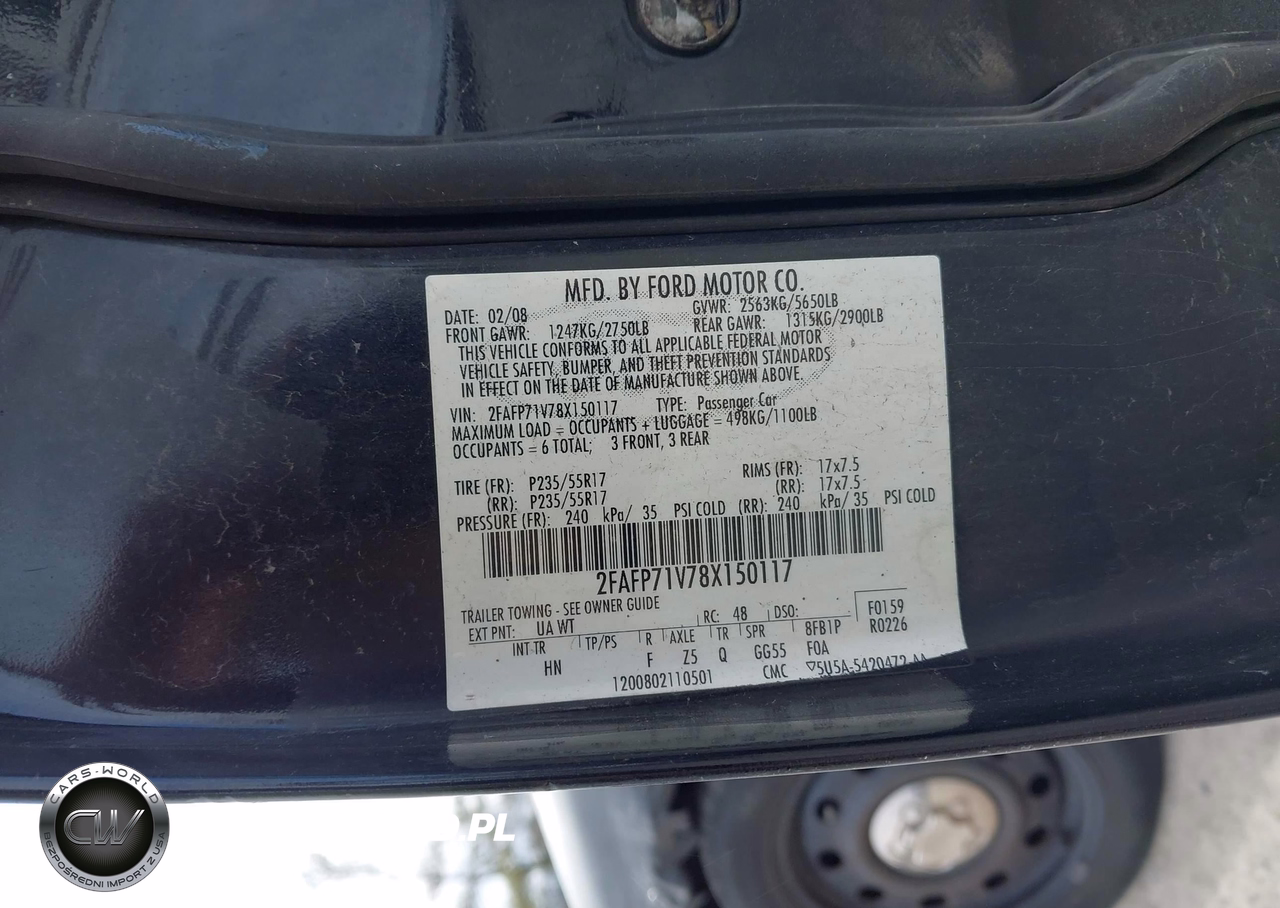 MFD. BY FORD MOTOR CO.
DATE: 02/08 GVWR: 2563KG/5650LB
FRONT GAWR: 1247KG/2750LB REAR GAWR: 1315KG/2900LB
THIS VEHICLE CONFORMS TO ALL APPLICABLE FEDERAL MOTOR
VEHICLE SAFETY, BUMPER, AND THEFT PREVENTION STANDARDS
IN EFFECT ON THE DATE OF MANUFACTURE SHOWN ABOVE.
VIN: 2FAFP71V78X150117 TYPE: Passenger Car
MAXIMUM LOAD = OCCUPANTS + LUGGAGE = 498KG/1100LB
OCCUPANTS = 6 TOTAL; 3 FRONT, 3 REAR
TIRE (FR): P235/55R17 RIMS (FR): 17x7.5
(RR): P235/55R17 (RR): 17x7.5
PRESSURE (FR): 240 kPa/ 35 PSI COLD (RR): 240 kPa/ 35 PSI COLD
2FAFP71V78X150117
TRAILER TOWING - SEE OWNER GUIDE
EXT PNT: UA WT RC: 48 DSO: F0159
INT TR TP/PS R AXLE TR SPR 8FB1P R0226
HN F Z5 Q GG55 FOA
1200802110501 CMC ▽5U5A-5420472-AA
CARS-WORLD
CW
BEZPOŚREDNI IMPORT Z USA
.PL